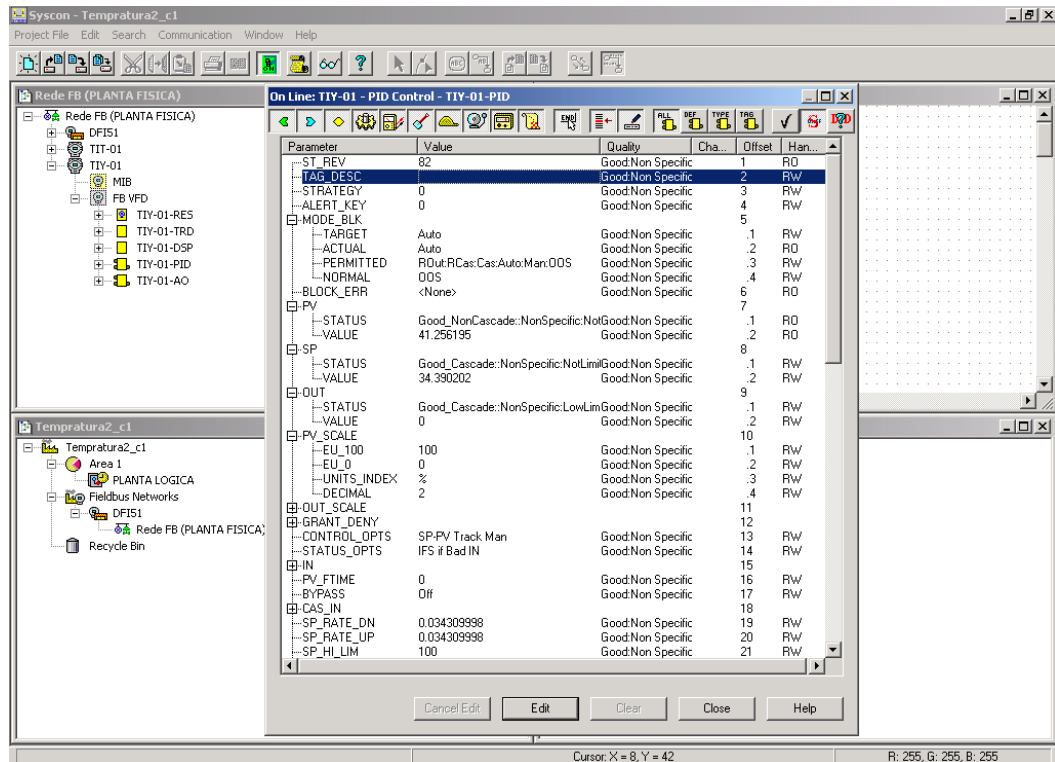 Syscon - Tempratura2_c1
Project File Edit Search Communication Window Help
Rede FB (PLANTA FISICA)
Rede FB (PLANTA FISICA)
DFI51
TIT-01
TIY-01
MIB
FB VFD
TIY-01-RES
TIY-01-TRD
TIY-01-DSP
TIY-01-PID
TIY-01-AO
Tempratura2_c1
Tempratura2_c1
Area 1
PLANTA LOGICA
Fieldbus Networks
DFI51
Rede FB (PLANTA FISICA)
Recycle Bin
On Line: TIY-01 - PID Control - TIY-01-PID
ALL DEF TYPE TAG
Parameter Value Quality Cha... Offset Han...
ST_REV 82 Good:Non Specific 1 RO
TAG_DESC Good:Non Specific 2 RW
STRATEGY 0 Good:Non Specific 3 RW
ALERT_KEY 0 Good:Non Specific 4 RW
MODE_BLK 5
TARGET Auto Good:Non Specific .1 RW
ACTUAL Auto Good:Non Specific .2 RO
PERMITTED ROut:RCas:Cas:Auto:Man:OOS Good:Non Specific .3 RW
NORMAL OOS Good:Non Specific .4 RW
BLOCK_ERR <None> Good:Non Specific 6 RO
PV 7
STATUS Good_NonCascade::NonSpecific:Not Good:Non Specific .1 RO
VALUE 41.256195 Good:Non Specific .2 RO
SP 8
STATUS Good_Cascade::NonSpecific:NotLimi Good:Non Specific .1 RW
VALUE 34.390202 Good:Non Specific .2 RW
OUT 9
STATUS Good_Cascade::NonSpecific:LowLim Good:Non Specific .1 RW
VALUE 0 Good:Non Specific .2 RW
PV_SCALE 10
EU_100 100 Good:Non Specific .1 RW
EU_0 0 Good:Non Specific .2 RW
UNITS_INDEX % Good:Non Specific .3 RW
DECIMAL 2 Good:Non Specific .4 RW
OUT_SCALE 11
GRANT_DENY 12
CONTROL_OPTS SP-PV Track Man Good:Non Specific 13 RW
STATUS_OPTS IFS if Bad IN Good:Non Specific 14 RW
IN 15
PV_FTIME 0 Good:Non Specific 16 RW
BYPASS Off Good:Non Specific 17 RW
CAS_IN 18
SP_RATE_DN 0.034309998 Good:Non Specific 19 RW
SP_RATE_UP 0.034309998 Good:Non Specific 20 RW
SP_HI_LIM 100 Good:Non Specific 21 RW
Cancel Edit Edit Clear Close Help
Cursor: X = 8, Y = 42 R: 255, G: 255, B: 255